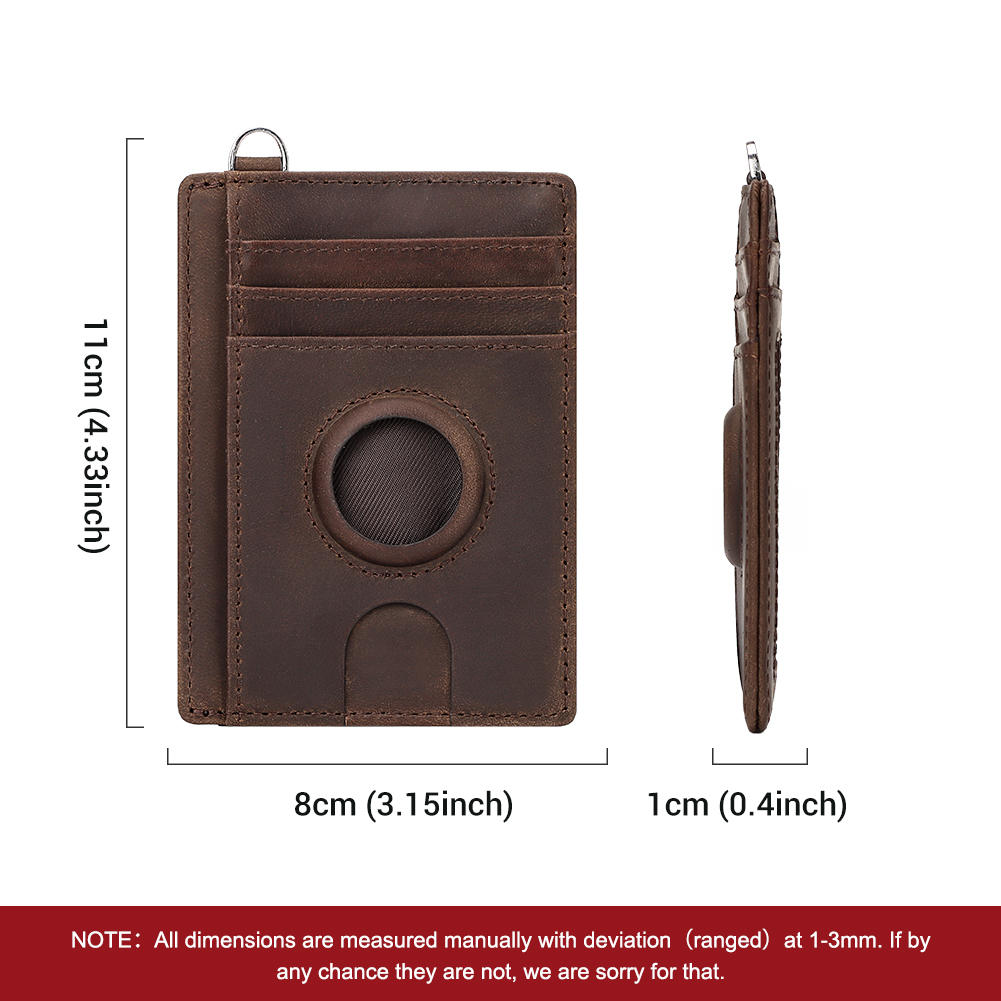 11cm (4.33inch)
8cm (3.15inch)
1cm (0.4inch)
NOTE：All dimensions are measured manually with deviation（ranged）at 1-3mm. If by
any chance they are not, we are sorry for that.